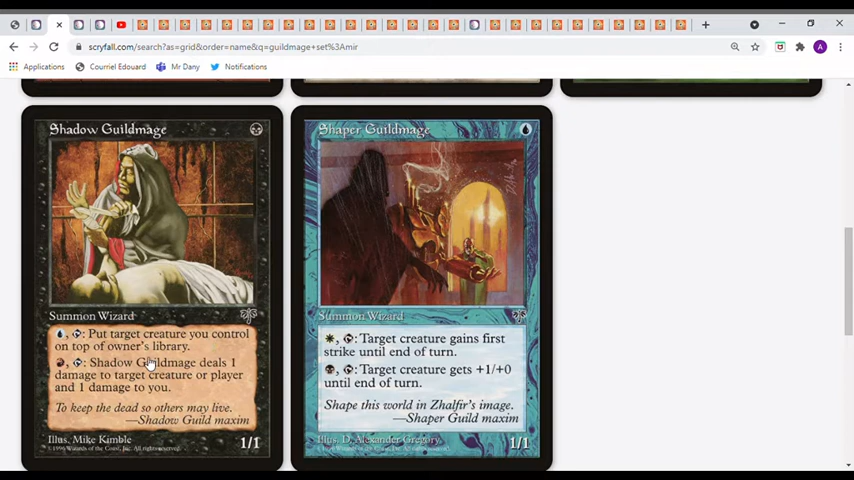 scryfall.com/search?as=grid&order=name&q=guildmage+set%3Amir
A
Applications Courriel Edouard Mr Dany Notifications
Shadow Guildmage
Summon Wizard
: Put target creature you control
on top of owner's library.
: Shadow Guildmage deals 1
damage to target creature or player
and 1 damage to you.
To keep the dead so others may live.
—Shadow Guild maxim
Illus. Mike Kimble
1/1
Shaper Guildmage
Summon Wizard
: Target creature gains first
strike until end of turn.
: Target creature gets +1/+0
until end of turn.
Shape this world in Zhalfir's image.
—Shaper Guild maxim
Illus. D. Alexander Gregory
1/1